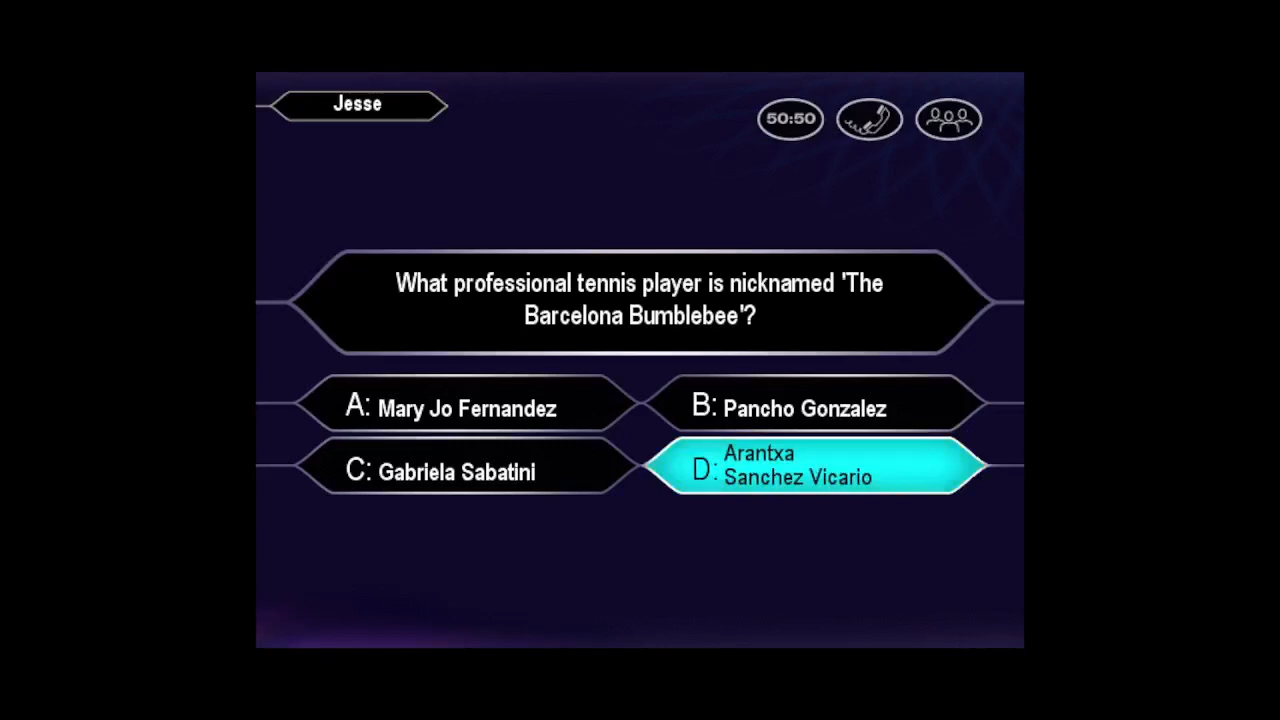 Jesse
50:50
What professional tennis player is nicknamed 'The
Barcelona Bumblebee'?
A: Mary Jo Fernandez
B: Pancho Gonzalez
C: Gabriela Sabatini
D: Arantxa
Sanchez Vicario